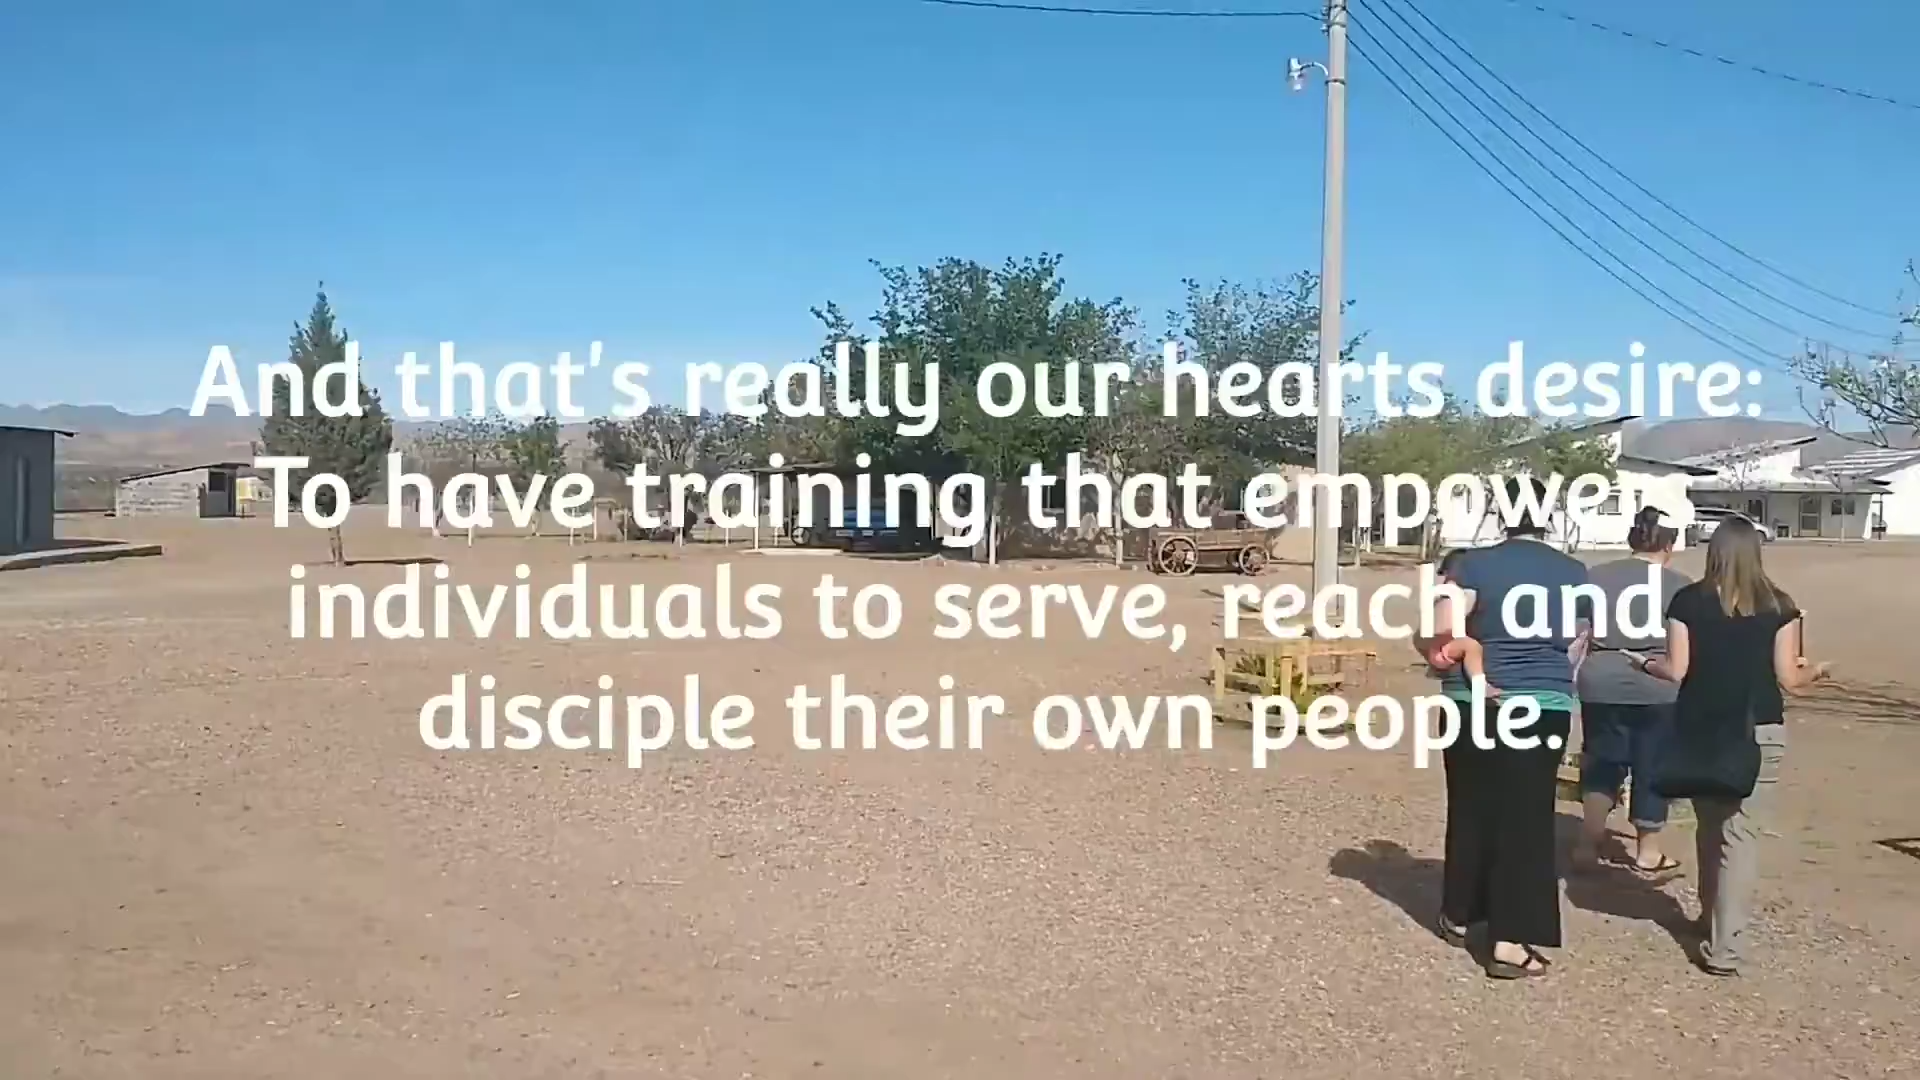 And that's really our hearts desire:
To have training that empowers
individuals to serve, reach and
disciple their own people.